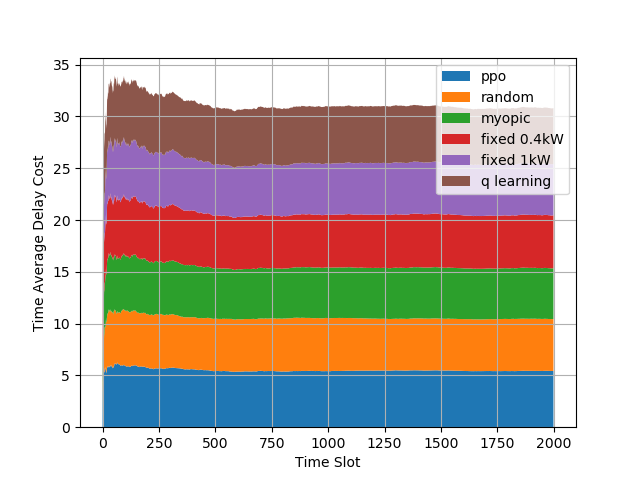 35
30
25
20
15
10
5
0
Time Average Delay Cost
ppo
random
myopic
fixed 0.4kW
fixed 1kW
q learning
0 250 500 750 1000 1250 1500 1750 2000
Time Slot